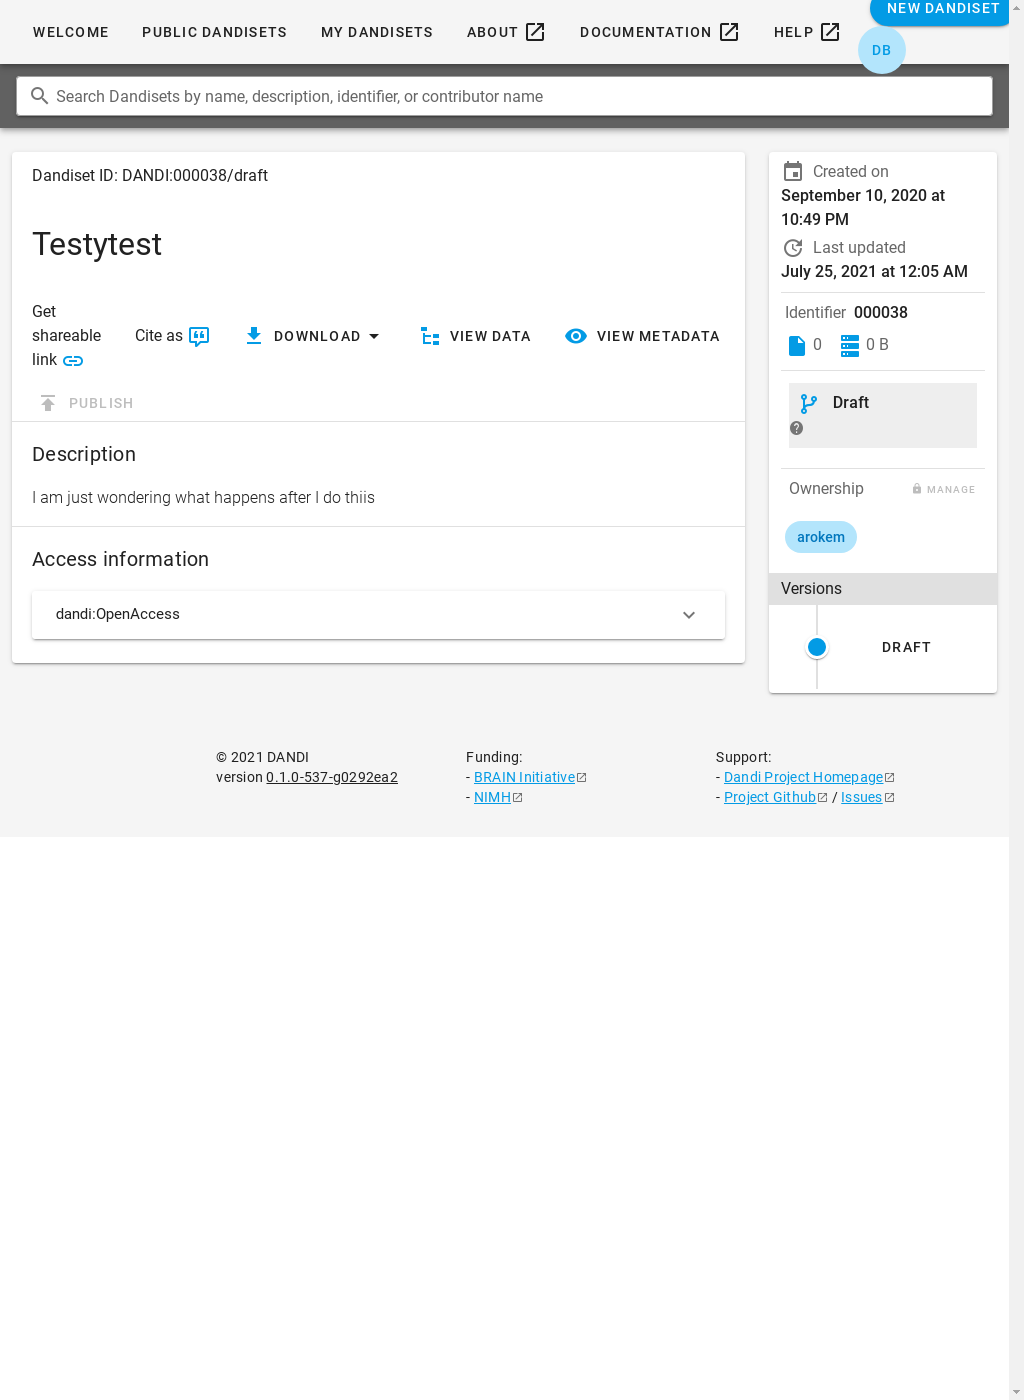 WELCOME
PUBLIC DANDISETS
MY DANDISETS
ABOUT
DOCUMENTATION
HELP
NEW DANDISET
DB
Search Dandisets by name, description, identifier, or contributor name
Dandiset ID: DANDI:000038/draft
Testytest
Get
shareable
link
Cite as
DOWNLOAD
VIEW DATA
VIEW METADATA
PUBLISH
Description
I am just wondering what happens after I do thiis
Access information
dandi:OpenAccess
Created on
September 10, 2020 at
10:49 PM
Last updated
July 25, 2021 at 12:05 AM
Identifier 000038
0
0 B
Draft
Ownership
MANAGE
arokem
Versions
DRAFT
© 2021 DANDI
version 0.1.0-537-g0292ea2
Funding:
- BRAIN Initiative
- NIMH
Support:
- Dandi Project Homepage
- Project Github / Issues